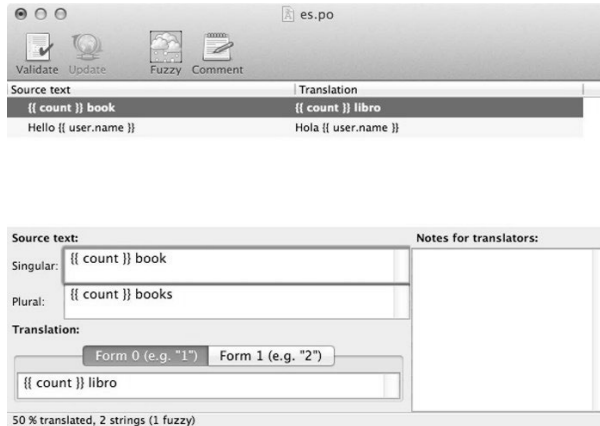 es.po
Validate Update Fuzzy Comment
Source text Translation
{{ count }} book {{ count }} libro
Hello {{ user.name }} Hola {{ user.name }}
Source text: Notes for translators:
Singular: {{ count }} book
Plural: {{ count }} books
Translation:
Form 0 (e.g. "1") Form 1 (e.g. "2")
{{ count }} libro
50 % translated, 2 strings (1 fuzzy)